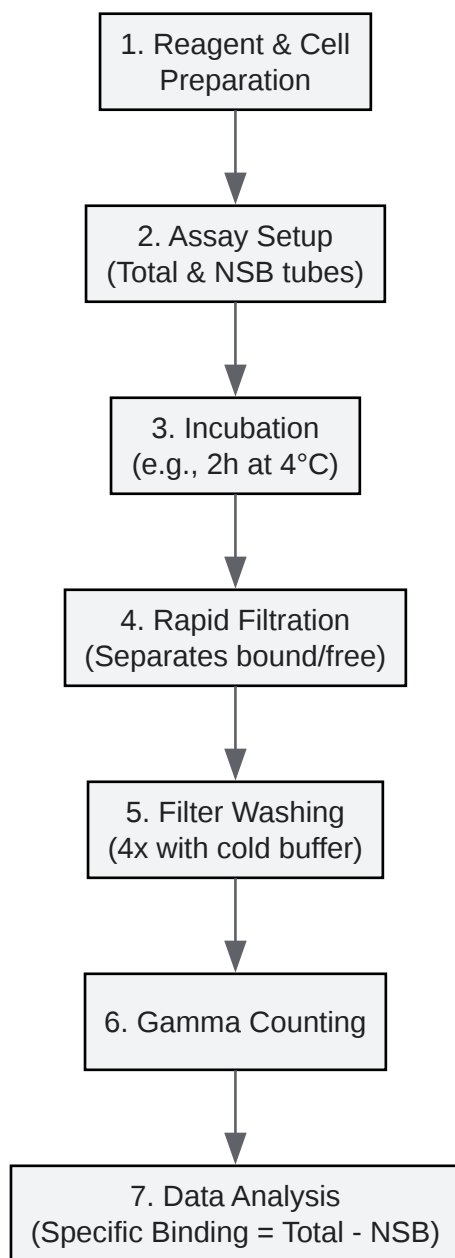 1. Reagent & Cell
Preparation
2. Assay Setup
(Total & NSB tubes)
3. Incubation
(e.g., 2h at 4°C)
4. Rapid Filtration
(Separates bound/free)
5. Filter Washing
(4x with cold buffer)
6. Gamma Counting
7. Data Analysis
(Specific Binding = Total - NSB)